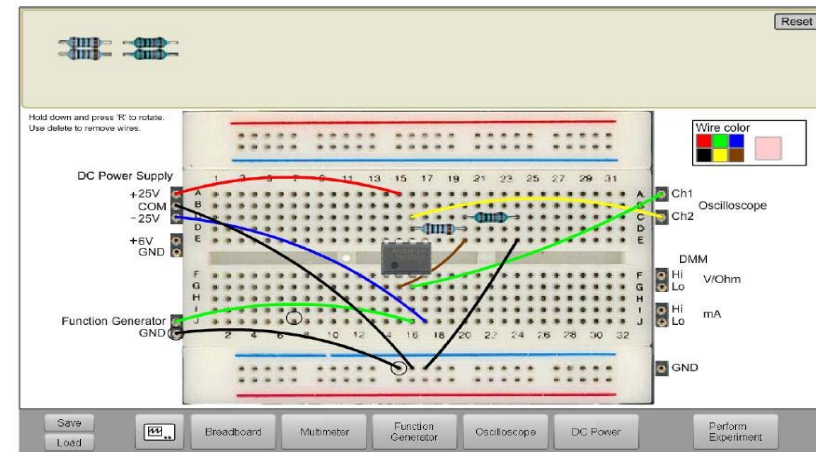 Reset
Hold down and press 'R' to rotate.
Use delete to remove wires.
Wire color
DC Power Supply
+25V
COM
-25V
+6V
GND
1 3 5 7 9 11 13 15 17 19 21 23 25 27 29 31
A
B
D
E
F
G
H
I
J
A
C
D
E
F
G
H
I
J
Ch1
Ch2
Oscilloscope
DMM
Hi
Lo
V/Ohm
Hi
Lo
mA
Function Generator
GND
2 4 6 8 10 12 14 16 18 20 22 24 26 28 30 32
GND
Save
Load
Breadboard
Multimeter
Function
Generator
Oscilloscope
DC Power
Perform
Experiment